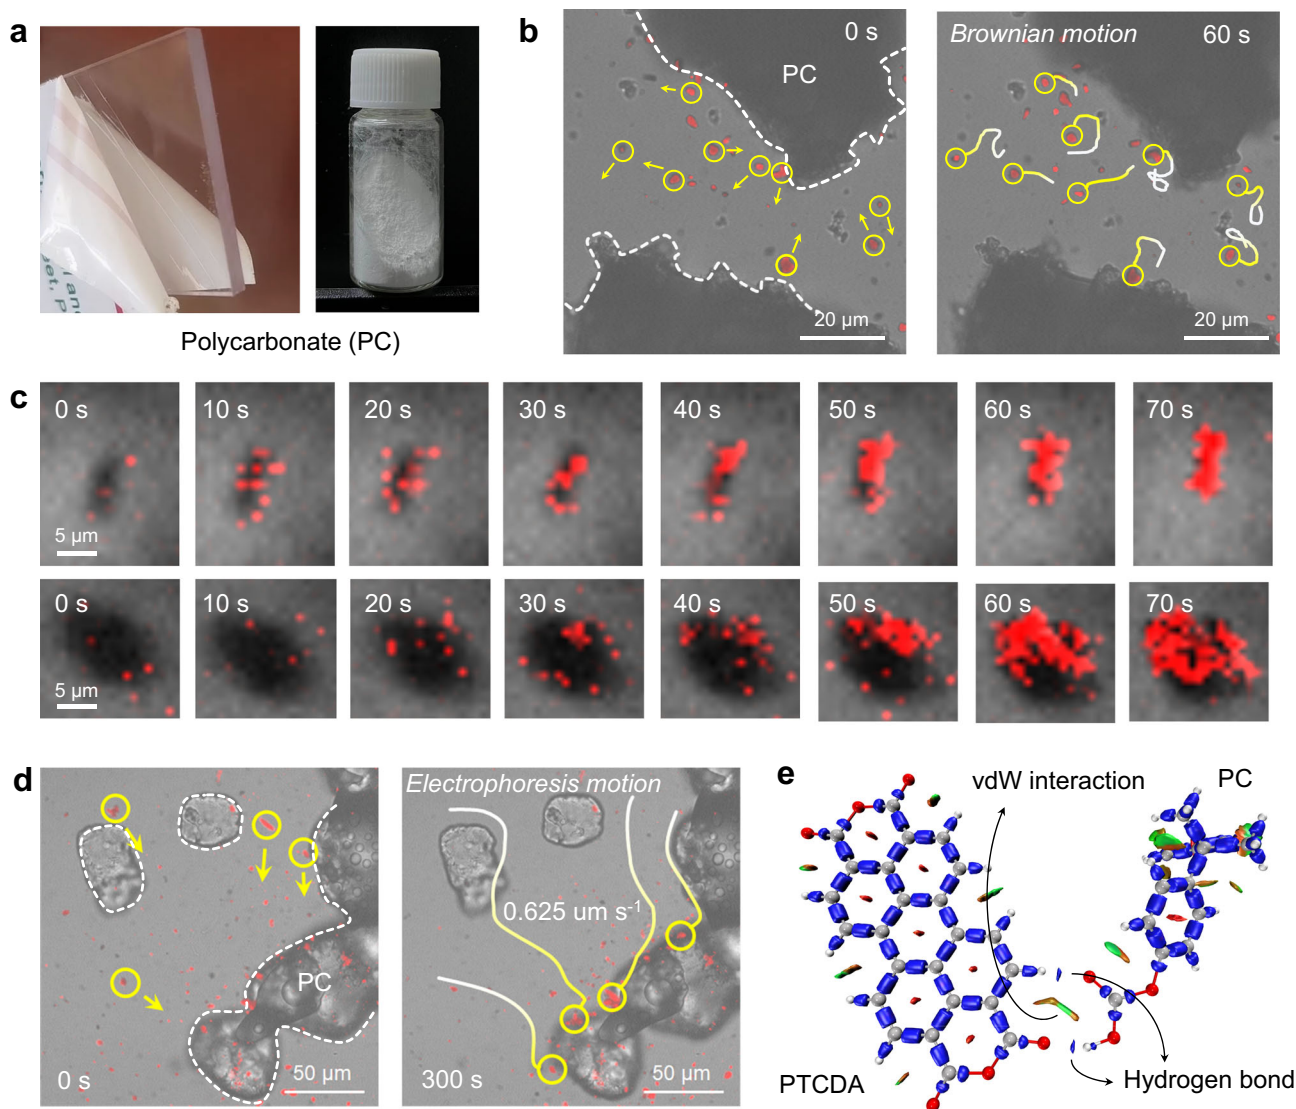 a
Polycarbonate (PC)
b
0 s
PC
20 µm
Brownian motion
60 s
20 µm
c
0 s
10 s
20 s
30 s
40 s
50 s
60 s
70 s
5 µm
0 s
10 s
20 s
30 s
40 s
50 s
60 s
70 s
5 µm
d
PC
0 s
50 µm
Electrophoresis motion
0.625 um s⁻¹
300 s
50 µm
e
vdW interaction
PC
PTCDA
Hydrogen bond